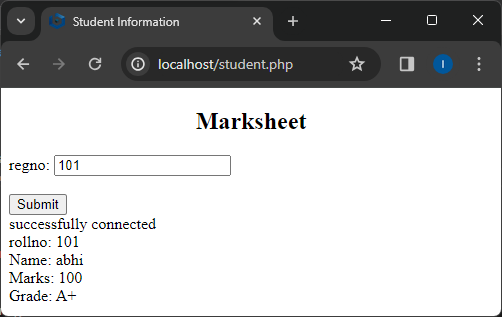 Student Information
localhost/student.php
I
Marksheet
regno: 101
Submit
successfully connected
rollno: 101
Name: abhi
Marks: 100
Grade: A+